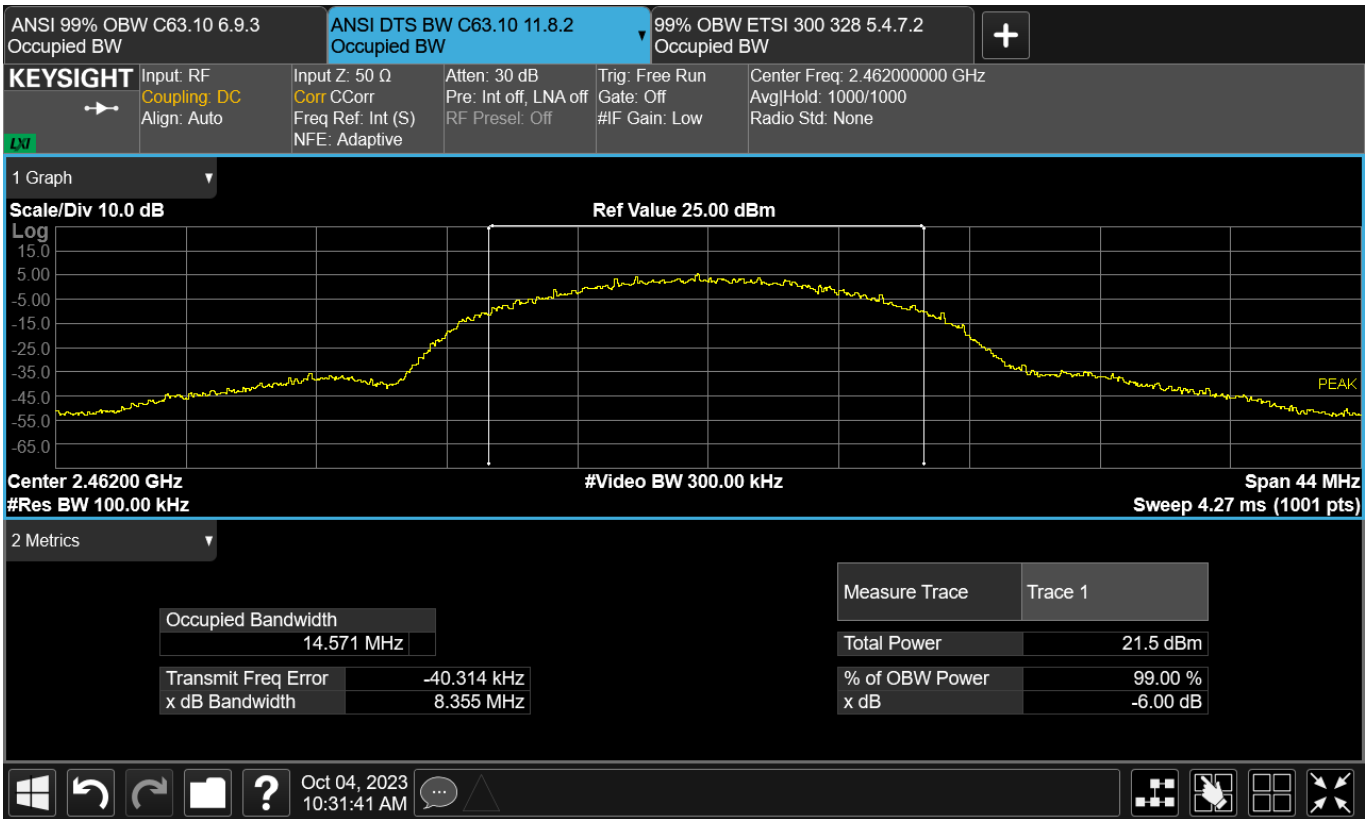 ANSI 99% OBW C63.10 6.9.3
Occupied BW
ANSI DTS BW C63.10 11.8.2
Occupied BW
99% OBW ETSI 300 328 5.4.7.2
Occupied BW
KEYSIGHT
LXI
Input: RF
Coupling: DC
Align: Auto
Input Z: 50 Ω
Corr CCorr
Freq Ref: Int (S)
NFE: Adaptive
Atten: 30 dB
Pre: Int off, LNA off
RF Presel: Off
Trig: Free Run
Gate: Off
#IF Gain: Low
Center Freq: 2.462000000 GHz
Avg|Hold: 1000/1000
Radio Std: None
1 Graph
Scale/Div 10.0 dB
Ref Value 25.00 dBm
Log
15.0
5.00
-5.00
-15.0
-25.0
-35.0
-45.0
-55.0
-65.0
PEAK
Center 2.46200 GHz
#Video BW 300.00 kHz
Span 44 MHz
#Res BW 100.00 kHz
Sweep 4.27 ms (1001 pts)
2 Metrics
Measure Trace Trace 1
Occupied Bandwidth
14.571 MHz
Total Power 21.5 dBm
Transmit Freq Error -40.314 kHz
% of OBW Power 99.00 %
x dB Bandwidth 8.355 MHz
x dB -6.00 dB
Oct 04, 2023
10:31:41 AM